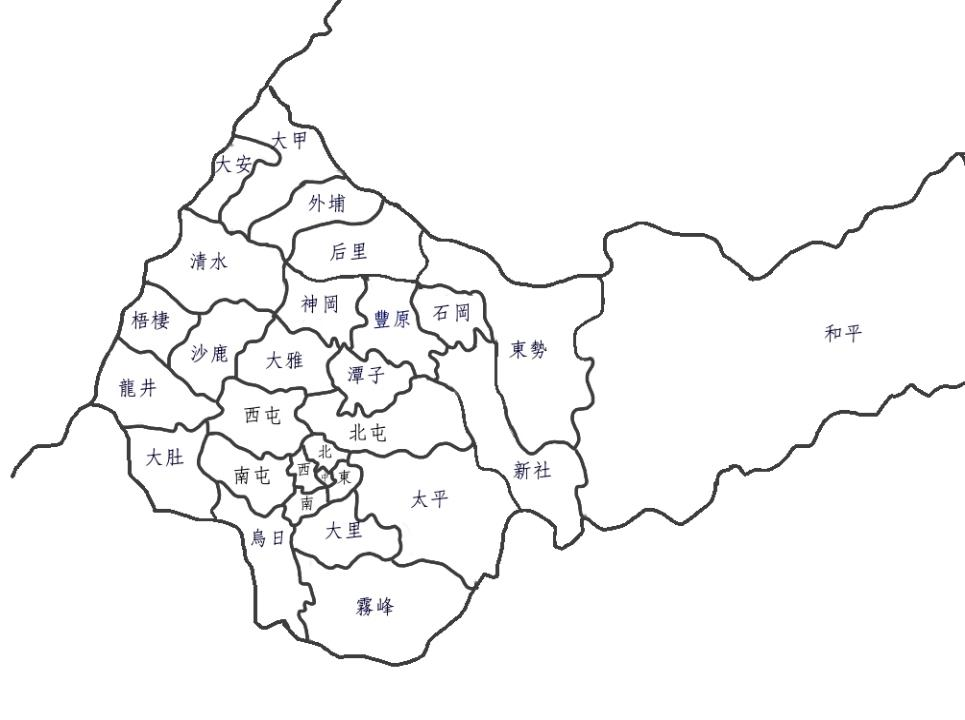 大甲
大安
外埔
后里
清水
神岡
豐原
石岡
梧棲
和平
東勢
沙鹿
大雅
潭子
龍井
西屯
北屯
大肚
北
南屯
西
中
東
新社
太平
南
大里
烏日
霧峰